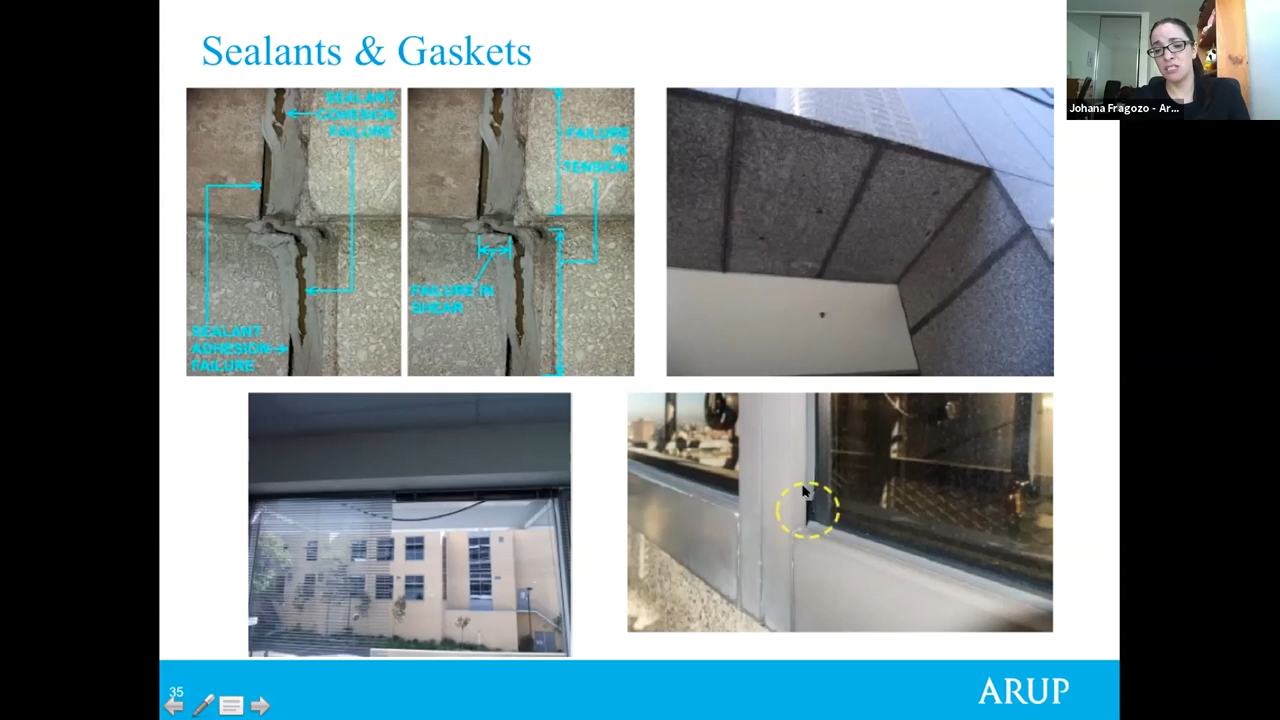 Sealants & Gaskets
SEALANT
COHESION
FAILURE
SEALANT
ADHESION
FAILURE
FAILURE
IN
TENSION
FAILURE IN
SHEAR
Johana Fragozo - Ar...
35
ARUP